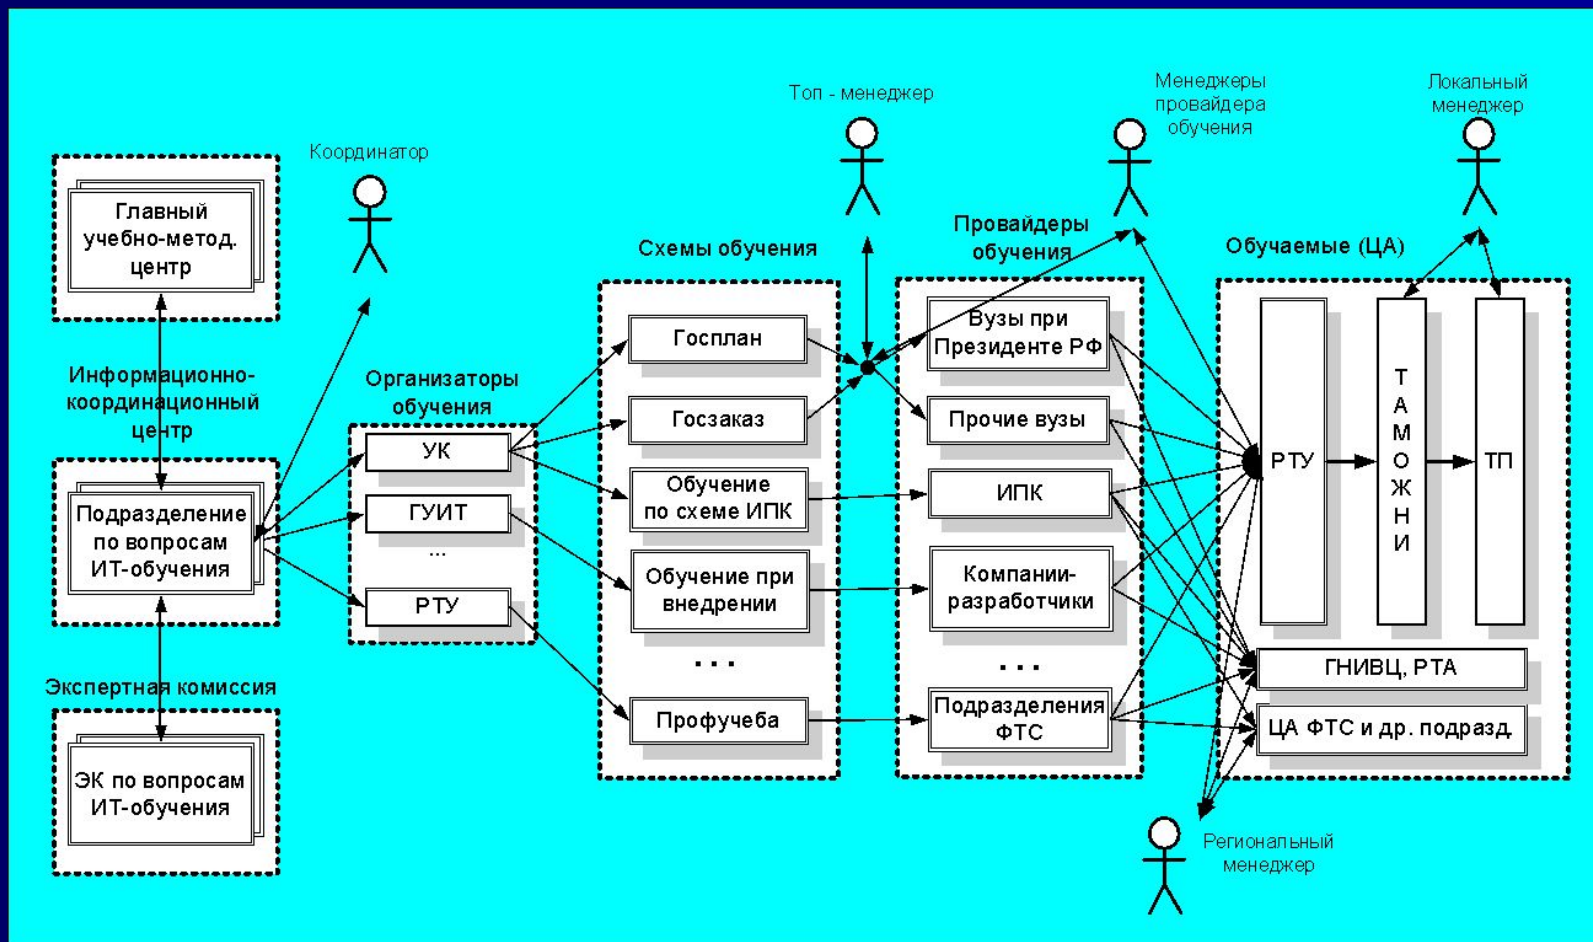 Топ - менеджер
Менеджеры
провайдера
обучения
Локальный
менеджер
Координатор
Главный
учебно-метод.
центр
Информационно-
координационный
центр
Подразделение
по вопросам
ИТ-обучения
Экспертная комиссия
ЭК по вопросам
ИТ-обучения
Организаторы
обучения
УК
ГУИТ
...
РТУ
Схемы обучения
Госплан
Госзаказ
Обучение
по схеме ИПК
Обучение при
внедрении
. . .
Профучеба
Провайдеры
обучения
Вузы при
Президенте РФ
Прочие вузы
ИПК
Компании-
разработчики
. . .
Подразделения
ФТС
Обучаемые (ЦА)
РТУ
Т
А
М
О
Ж
Н
И
ТП
ГНИВЦ, РТА
ЦА ФТС и др. подразд.
Региональный
менеджер